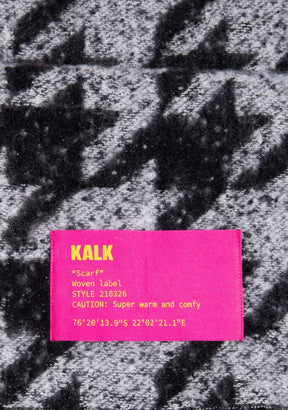 KALK
"Scarf"
Woven label
STYLE 210326
CAUTION: Super warm and comfy
76°20'13.9"S 22°02'21.1"E